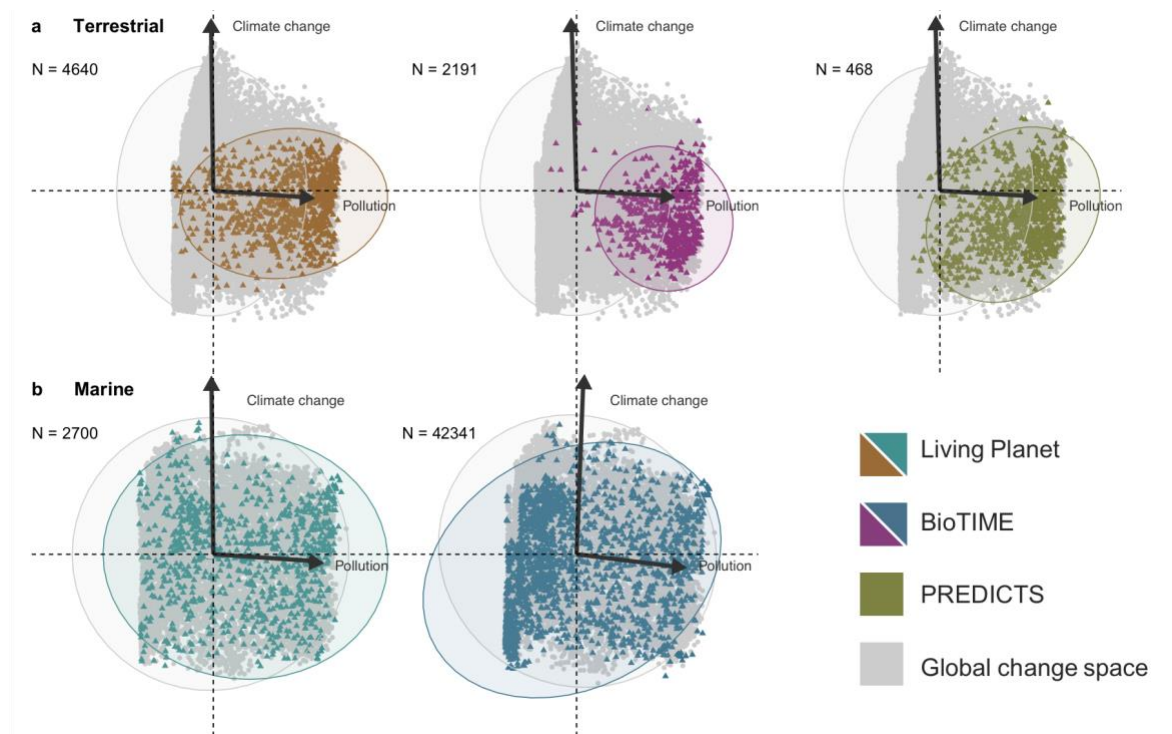 a Terrestrial
Climate change
Climate change
Climate change
N = 4640
N = 2191
N = 468
Pollution
Pollution
Pollution
b Marine
Climate change
Climate change
N = 2700
N = 42341
Pollution
Pollution
Living Planet
BioTIME
PREDICTS
Global change space